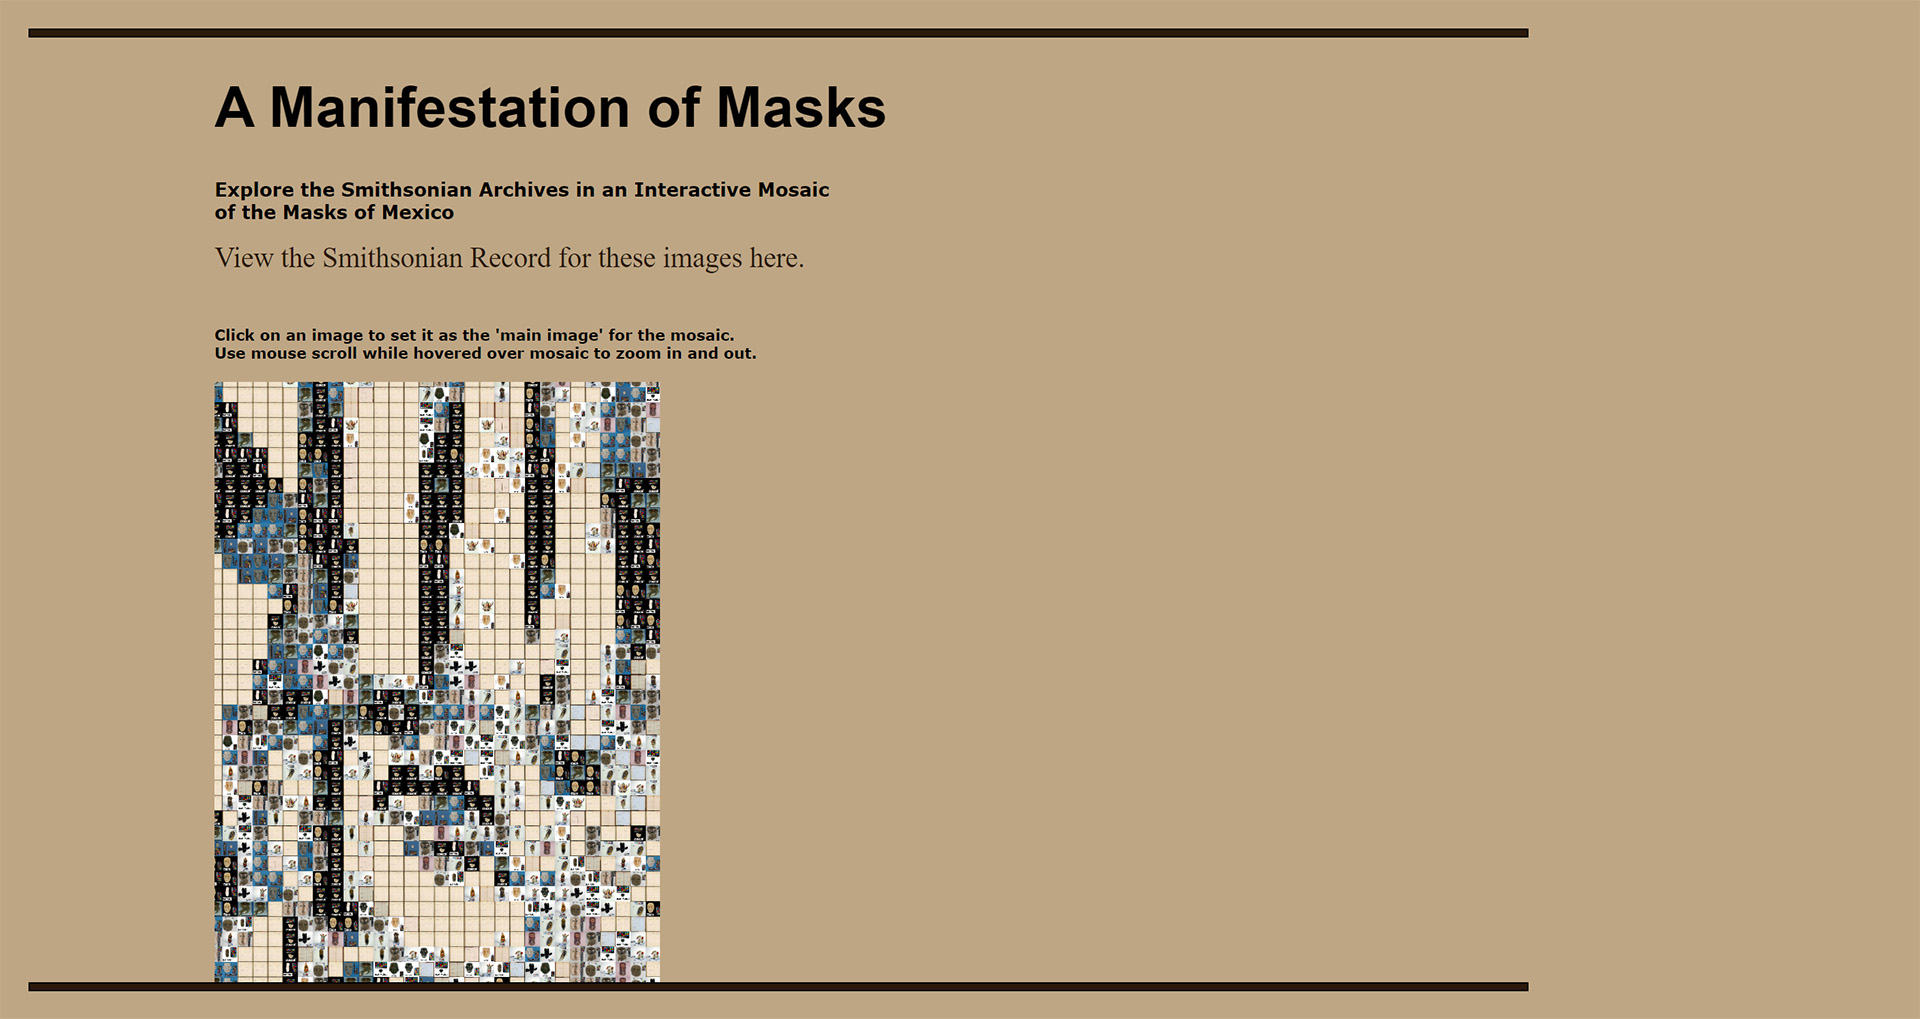 A Manifestation of Masks
Explore the Smithsonian Archives in an Interactive Mosaic
of the Masks of Mexico
View the Smithsonian Record for these images here.
Click on an image to set it as the 'main image' for the mosaic.
Use mouse scroll while hovered over mosaic to zoom in and out.